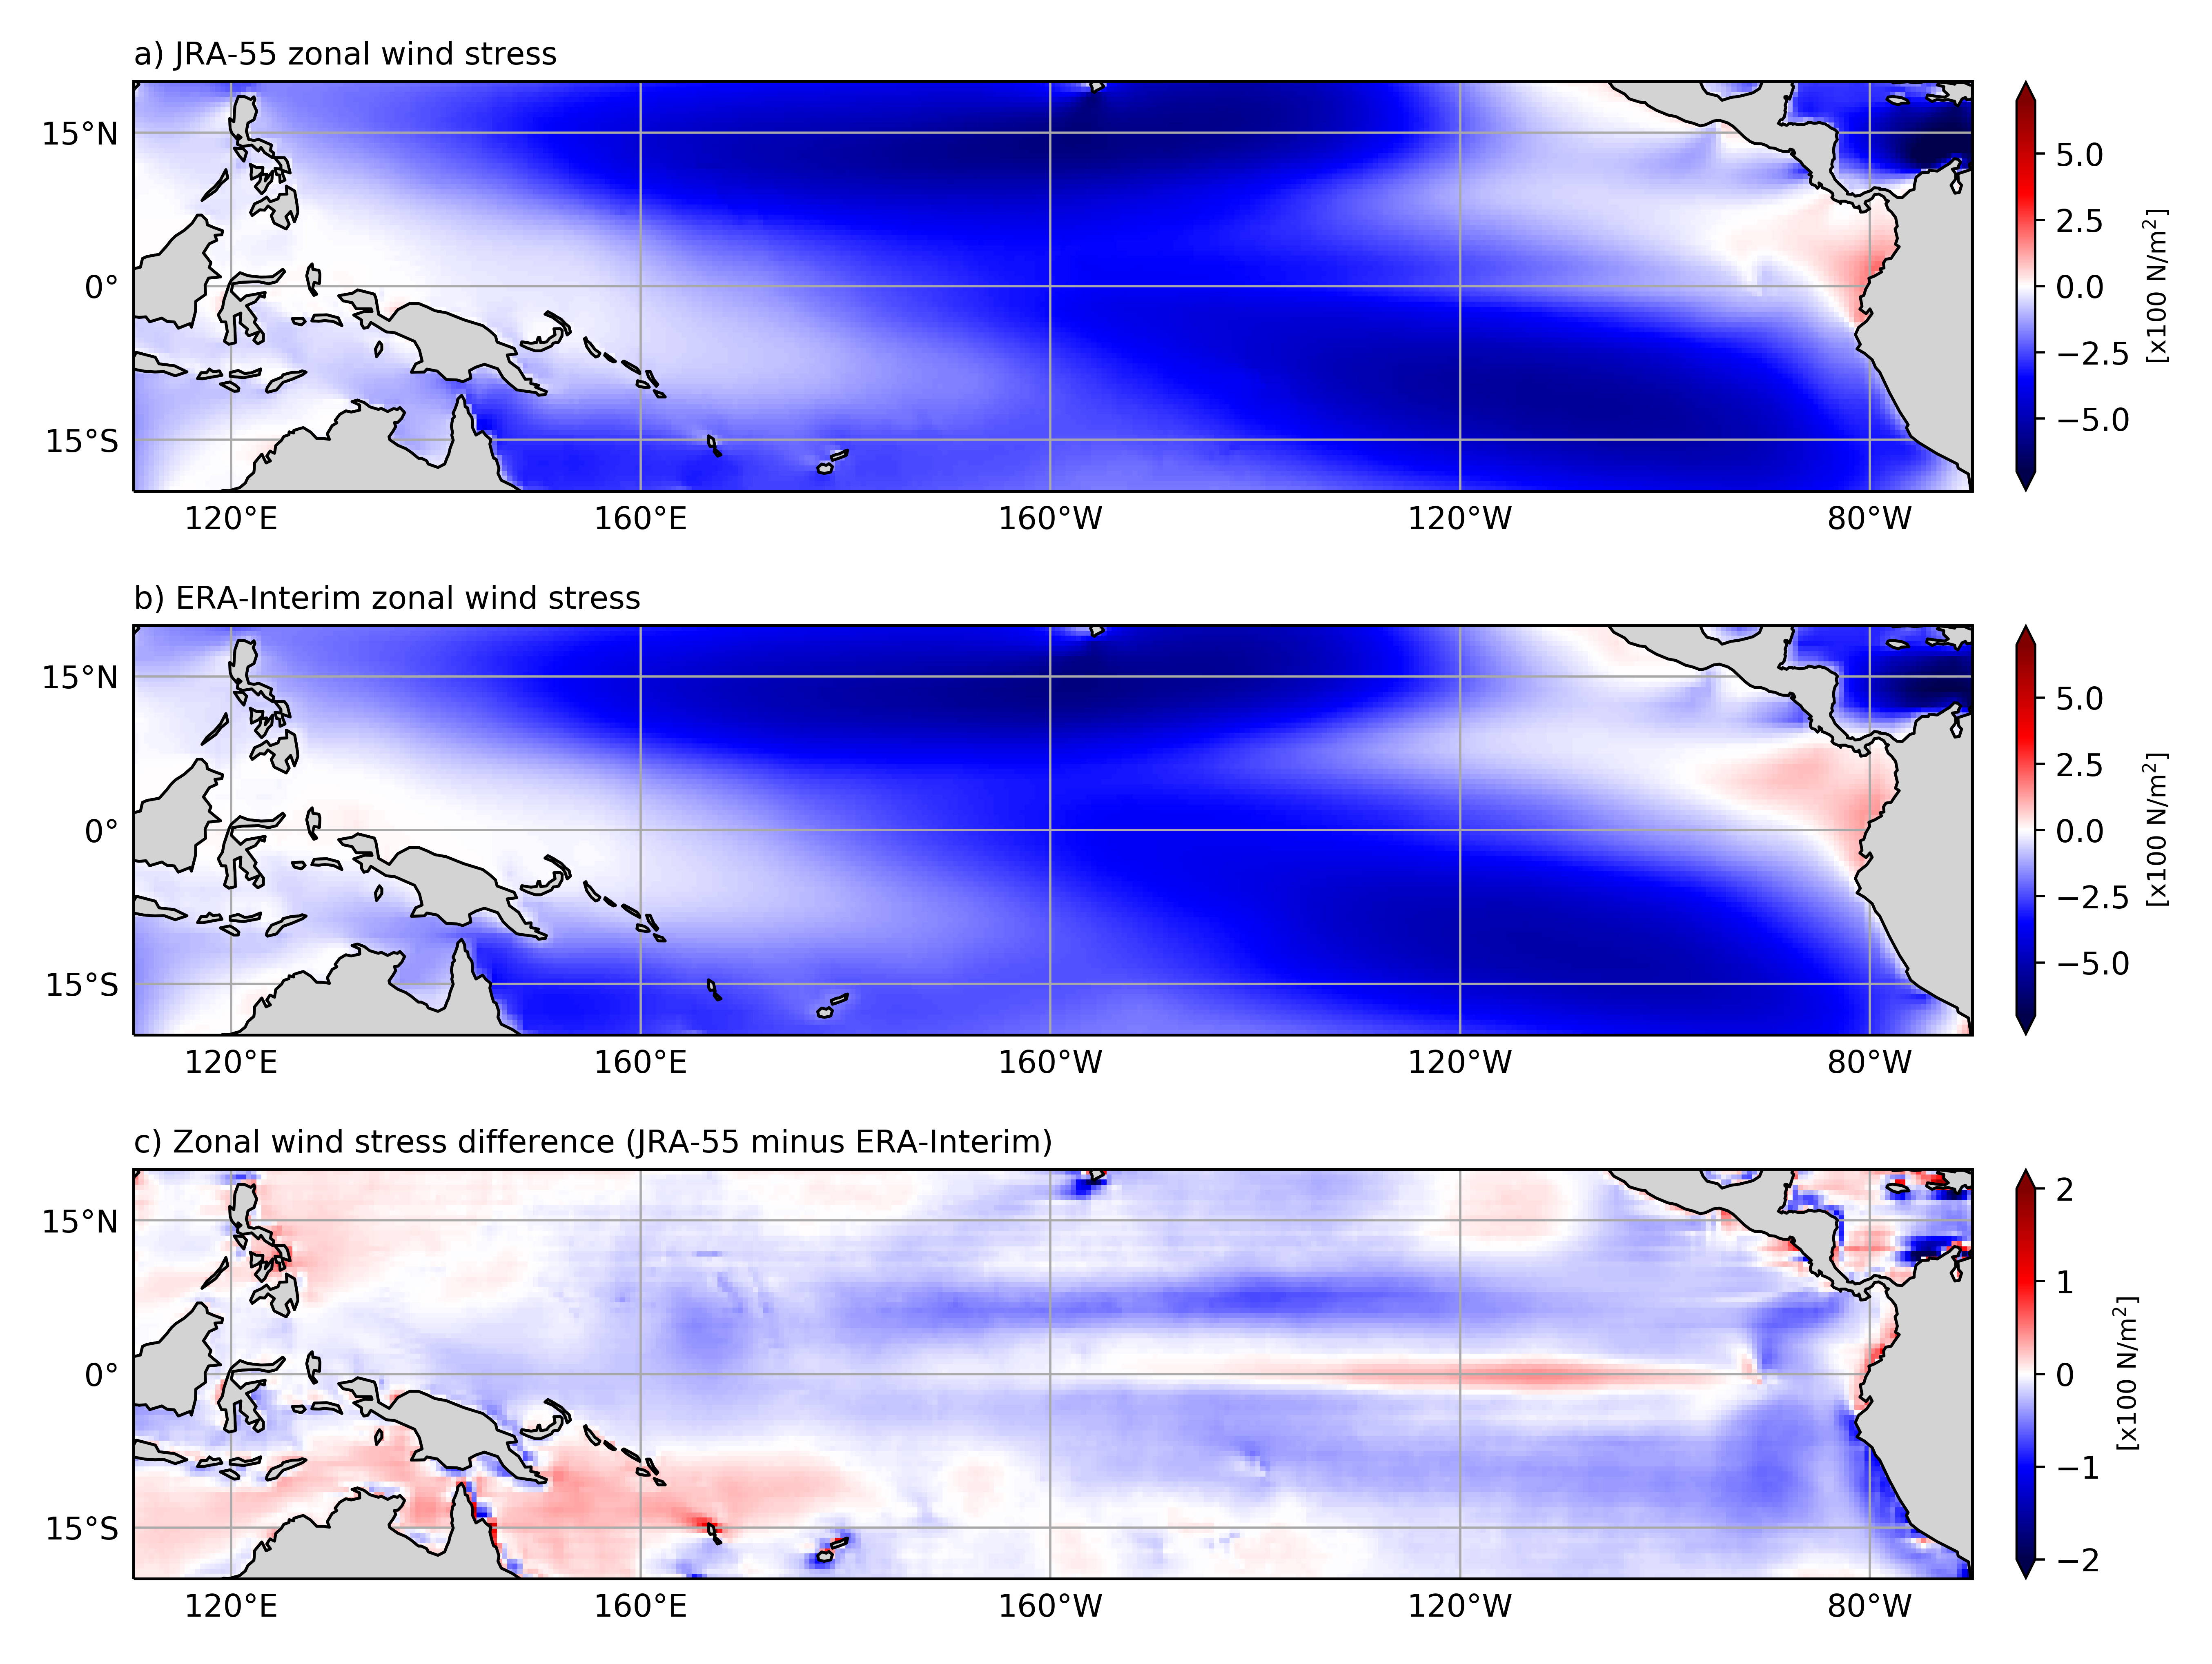 a) JRA-55 zonal wind stress
15°N
0°
15°S
120°E 160°E 160°W 120°W 80°W
5.0
2.5
0.0
−2.5
−5.0
[x100 N/m²]
b) ERA-Interim zonal wind stress
15°N
0°
15°S
120°E 160°E 160°W 120°W 80°W
5.0
2.5
0.0
−2.5
−5.0
[x100 N/m²]
c) Zonal wind stress difference (JRA-55 minus ERA-Interim)
15°N
0°
15°S
120°E 160°E 160°W 120°W 80°W
2
1
0
−1
−2
[x100 N/m²]